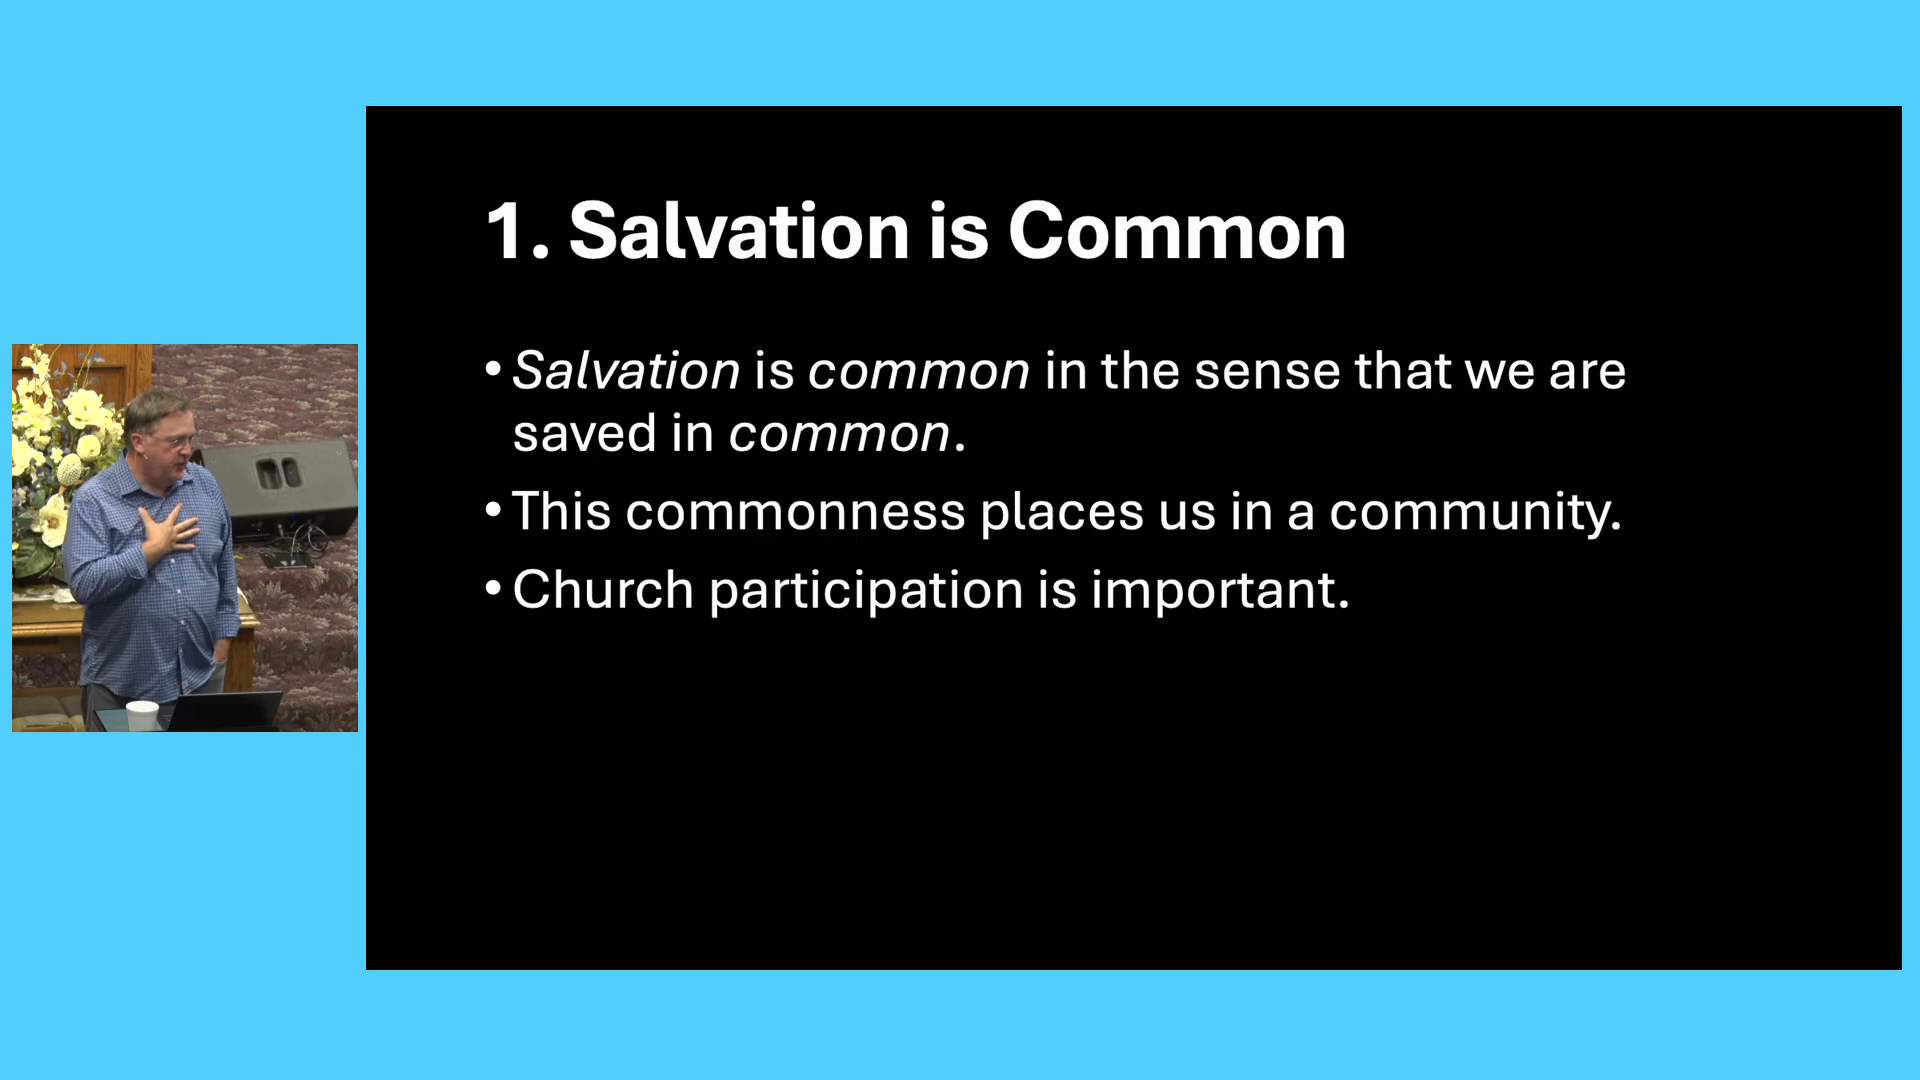 1. Salvation is Common
• Salvation is common in the sense that we are
saved in common.
• This commonness places us in a community.
• Church participation is important.